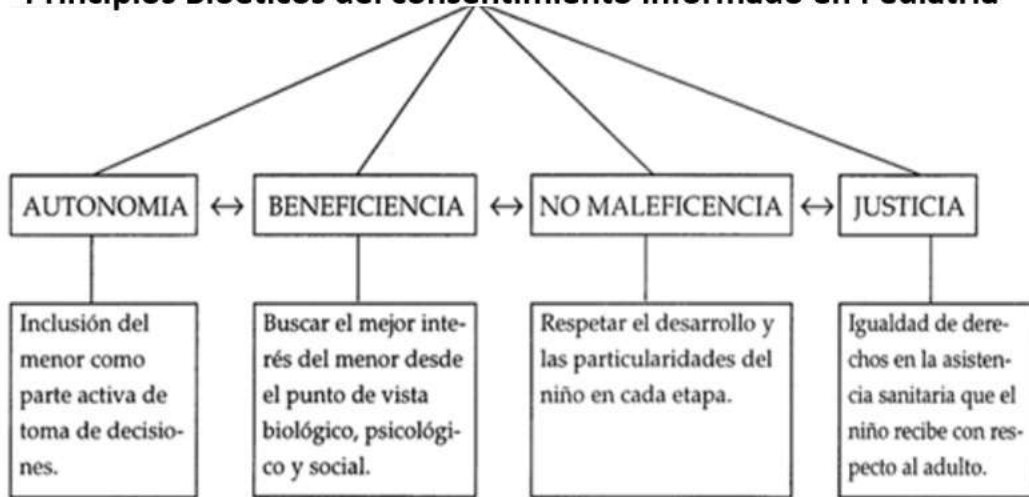 Principios Bioéticos del consentimiento informado en Pediatría
AUTONOMIA ↔ BENEFICIENCIA ↔ NO MALEFICENCIA ↔ JUSTICIA
Inclusión del
menor como
parte activa de
toma de decisio-
nes.
Buscar el mejor inte-
rés del menor desde
el punto de vista
biológico, psicológi-
co y social.
Respetar el desarrollo y
las particularidades del
niño en cada etapa.
Igualdad de dere-
chos en la asisten-
cia sanitaria que el
niño recibe con res-
pecto al adulto.